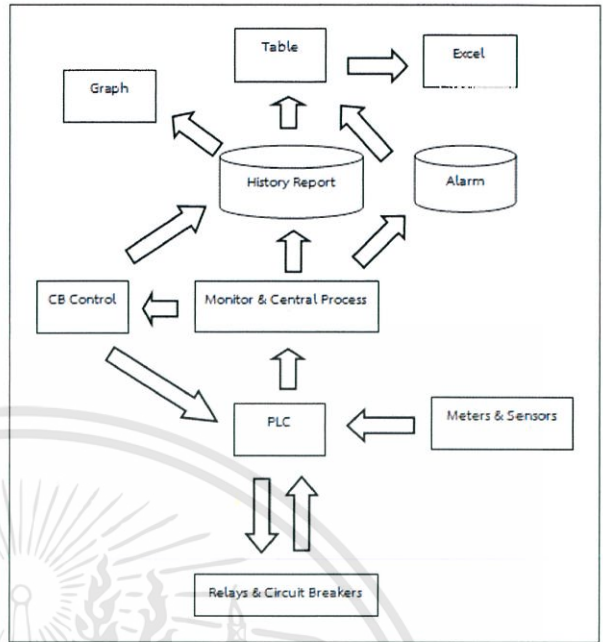 Table
Excel
Graph
History Report
Alarm
CB Control
Monitor & Central Process
PLC
Meters & Sensors
Relays & Circuit Breakers